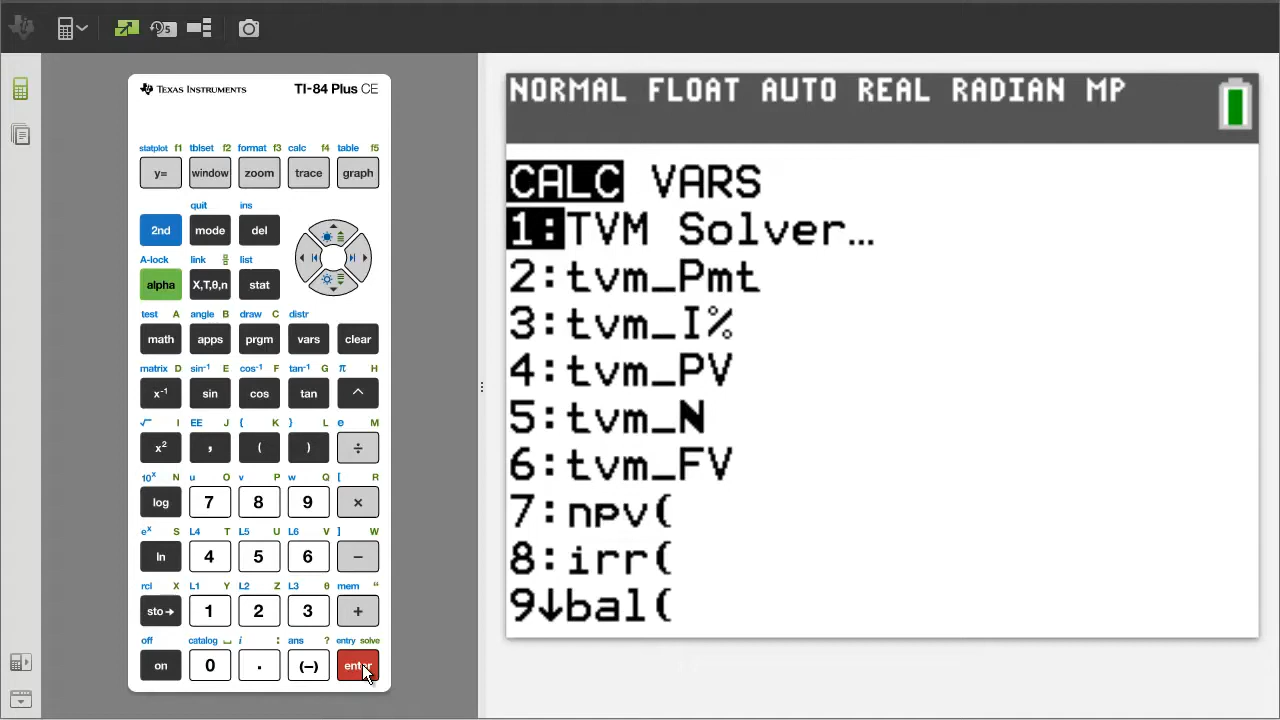 TEXAS INSTRUMENTS TI-84 Plus CE
NORMAL FLOAT AUTO REAL RADIAN MP
CALC VARS
1:TVM Solver...
2:tvm_Pmt
3:tvm_I%
4:tvm_PV
5:tvm_N
6:tvm_FV
7:npv(
8:irr(
9↓bal(
statplot f1 tblset f2 format f3 calc f4 table f5
y= window zoom trace graph
quit ins
2nd mode del
A-lock link list
alpha X,T,θ,n stat
test A angle B draw C distr
math apps prgm vars clear
matrix D sin⁻¹ E cos⁻¹ F tan⁻¹ G π H
x⁻¹ sin cos tan ^
√ I EE J { K } L e M
x² , ( ) ÷
10ˣ N u O v P w Q [ R
log 7 8 9 ×
eˣ S L4 T L5 U L6 V ] W
ln 4 5 6 −
rcl X L1 Y L2 Z L3 θ mem "
sto→ 1 2 3 +
off catalog ⎵ i : ans ? entry solve
on 0 . (−) enter